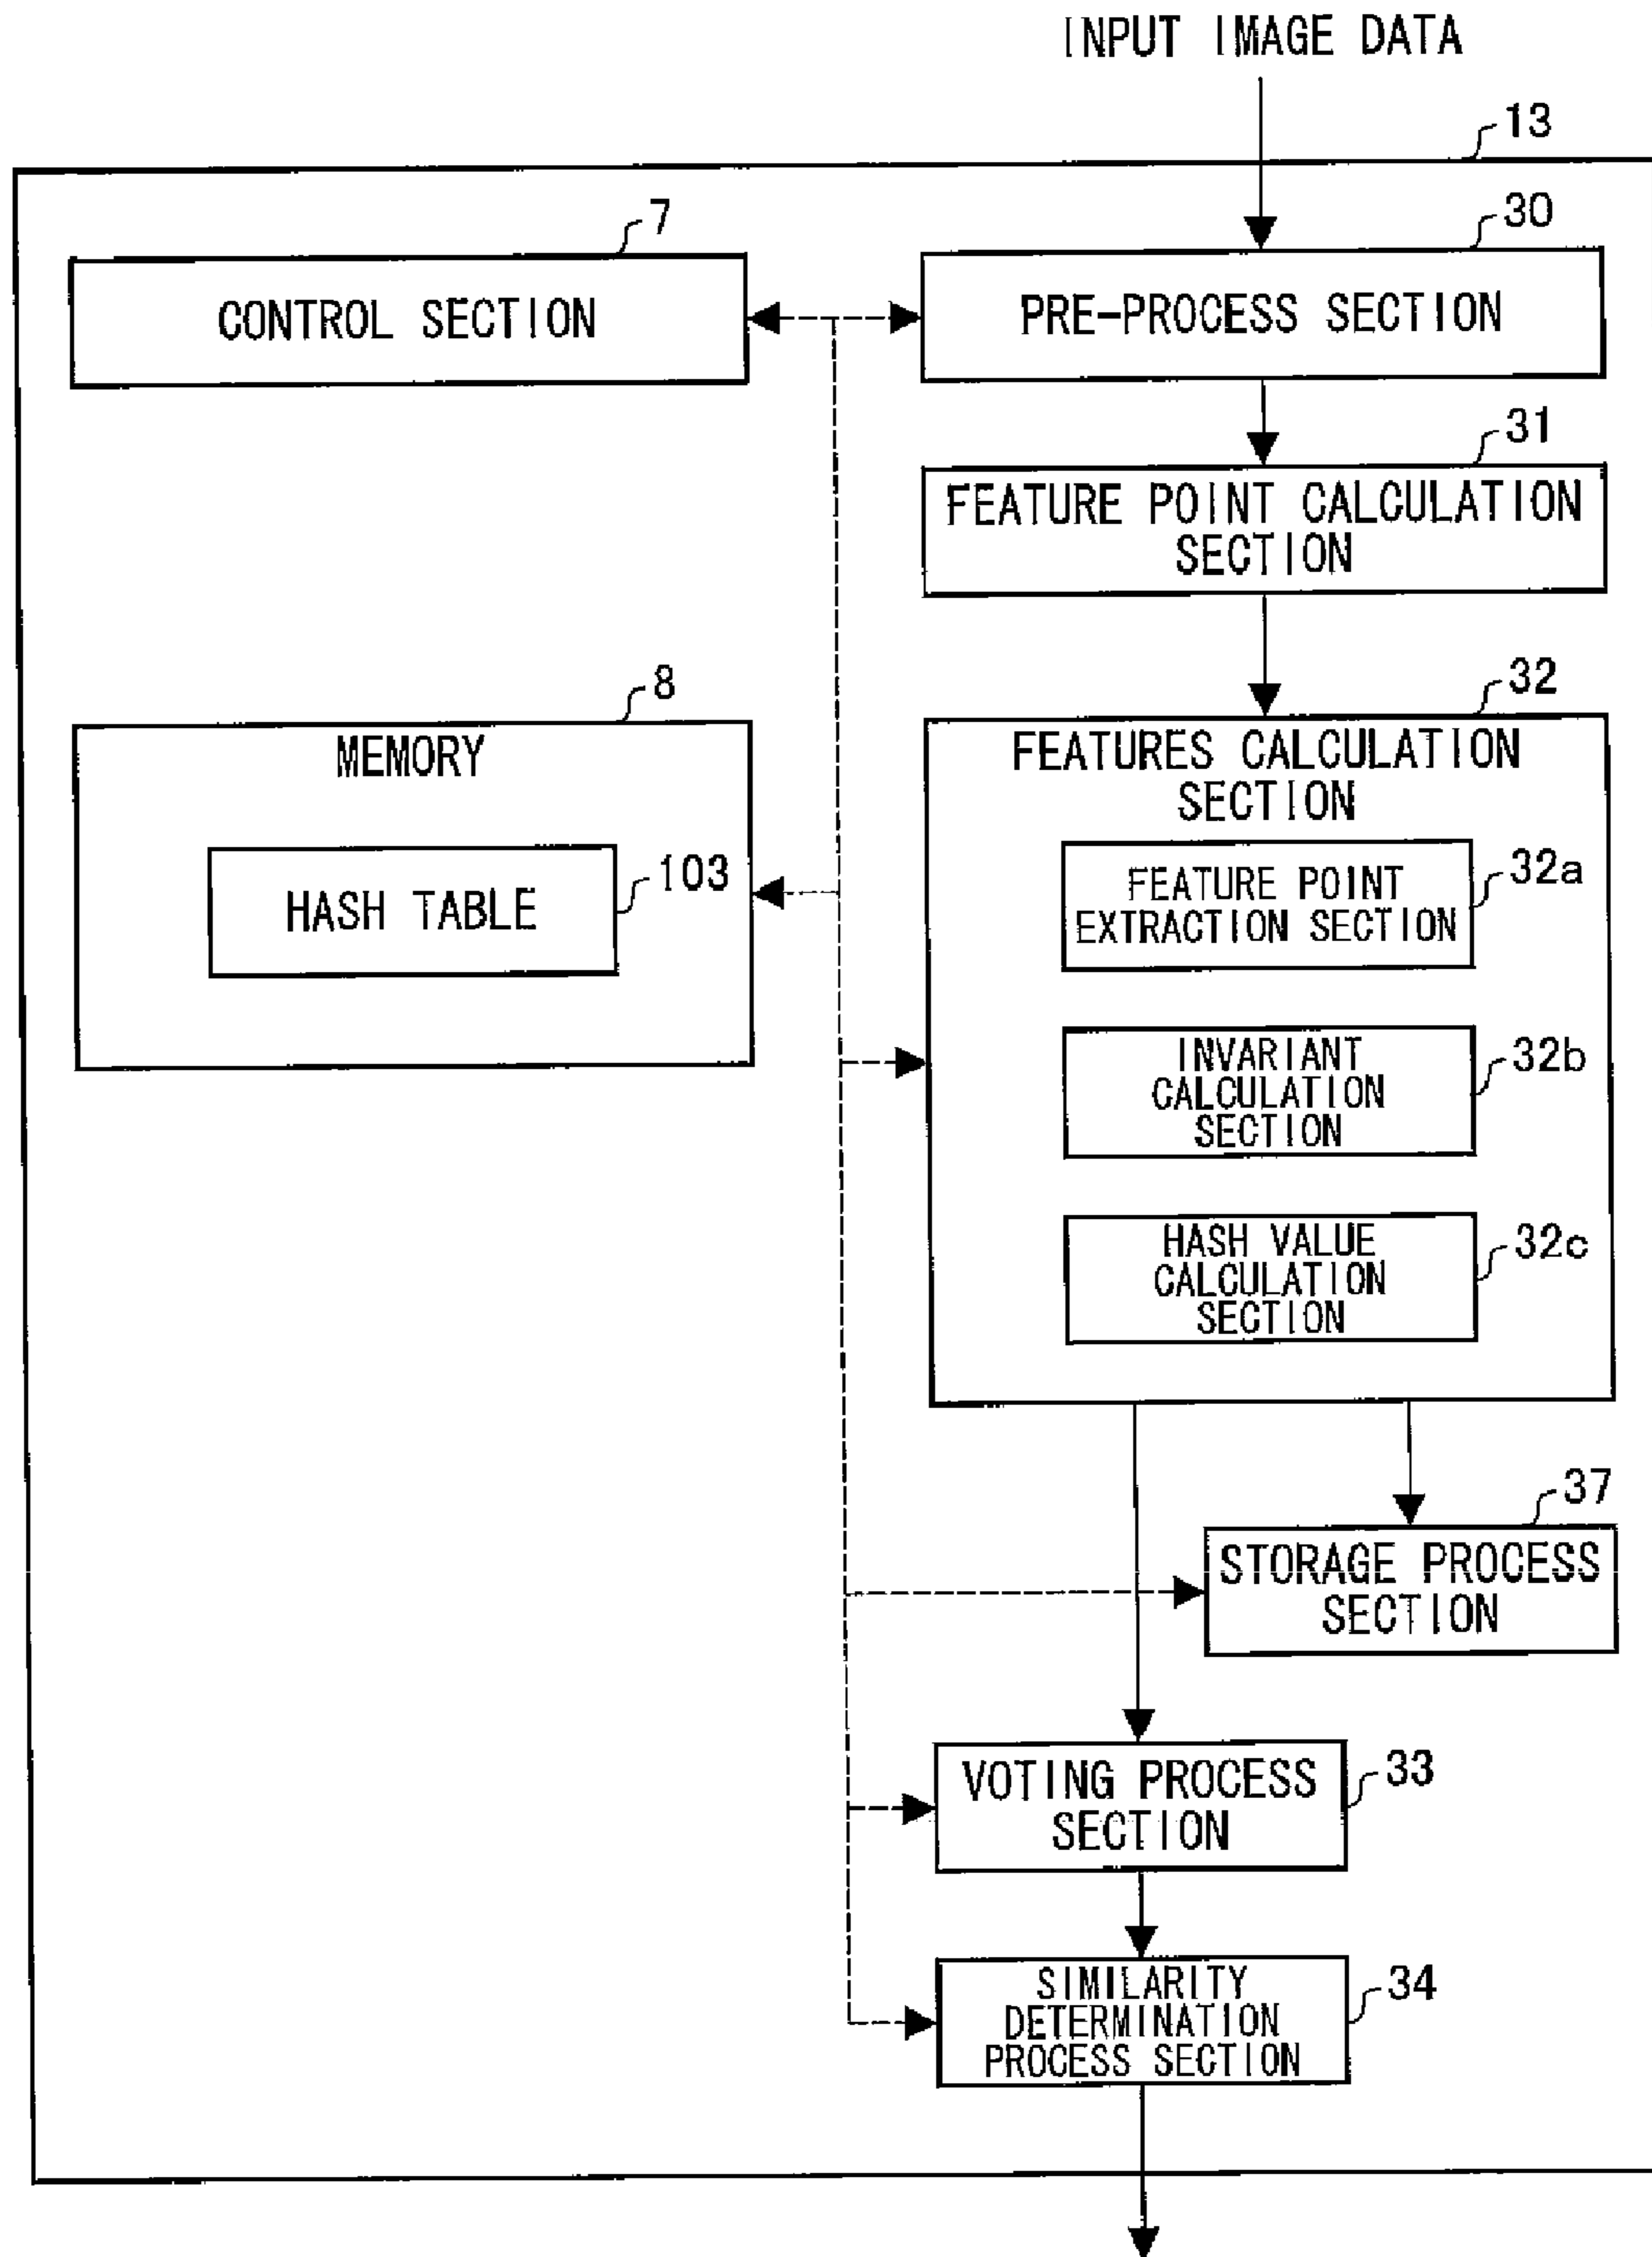 INPUT IMAGE DATA
13
7
CONTROL SECTION
30
PRE-PROCESS SECTION
31
FEATURE POINT CALCULATION
SECTION
8
MEMORY
HASH TABLE
103
32
FEATURES CALCULATION
SECTION
FEATURE POINT
EXTRACTION SECTION
32a
INVARIANT
CALCULATION
SECTION
32b
HASH VALUE
CALCULATION
SECTION
32c
37
STORAGE PROCESS
SECTION
VOTING PROCESS
SECTION
33
SIMILARITY
DETERMINATION
PROCESS SECTION
34